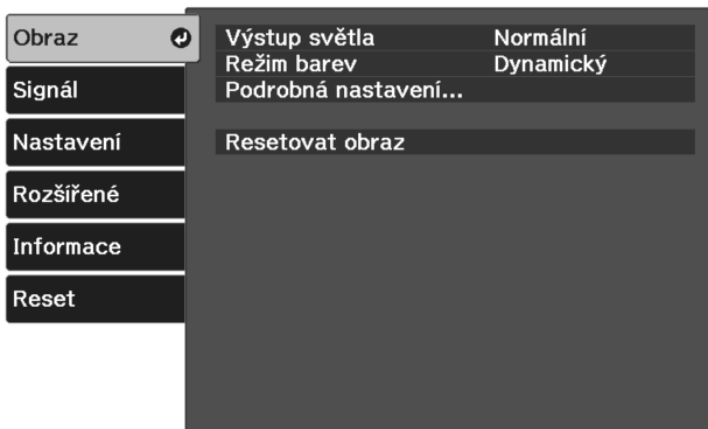 Obraz
Signál
Nastavení
Rozšířené
Informace
Reset
Výstup světla Normální
Režim barev Dynamický
Podrobná nastavení...
Resetovat obraz